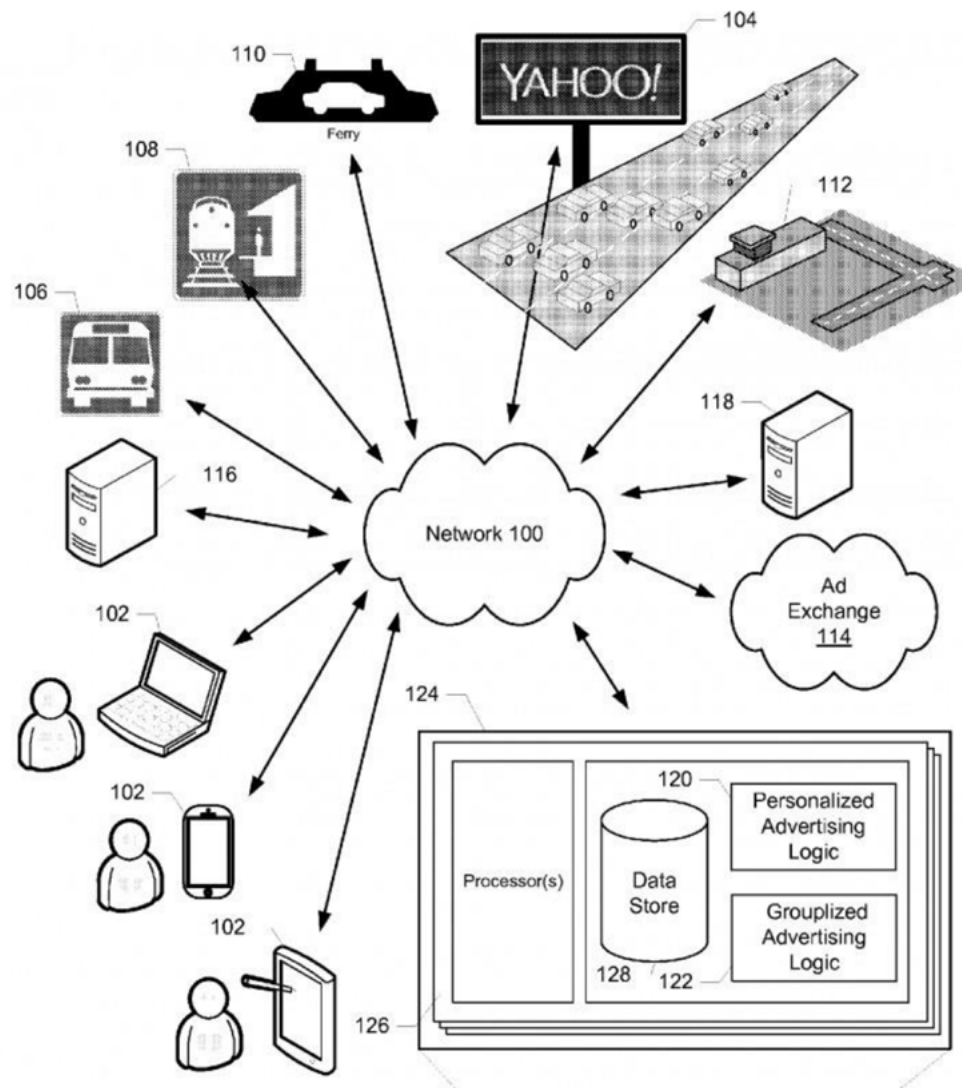 104
110
YAHOO!
Ferry
108
112
106
118
116
Network 100
Ad
Exchange
114
102
124
120
Personalized
Advertising
Logic
102
Processor(s)
Data
Store
Grouplized
Advertising
Logic
102
128
122
126